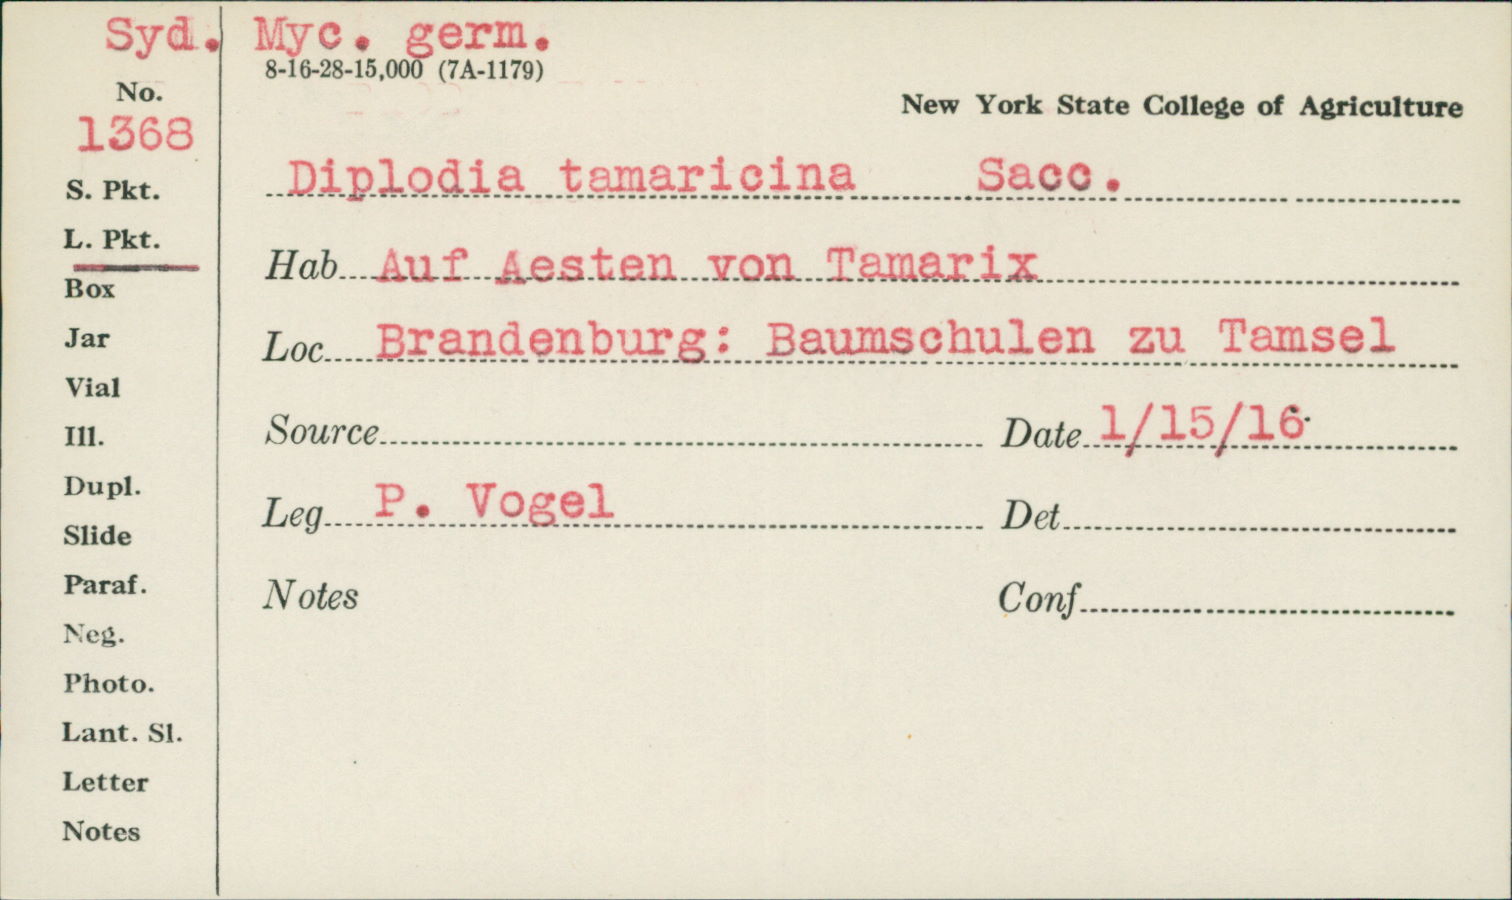 Syd. Myc. germ.
8-16-28-15,000 (7A-1179)
No.
1368
New York State College of Agriculture
S. Pkt.
Diplodia tamaricina Sacc.
L. Pkt.
Hab Auf Aesten von Tamarix
Box
Jar
Loc Brandenburg: Baumschulen zu Tamsel
Vial
Ill.
Source Date 1/15/16
Dupl.
Leg P. Vogel Det
Slide
Paraf.
Notes Conf
Neg.
Photo.
Lant. Sl.
Letter
Notes